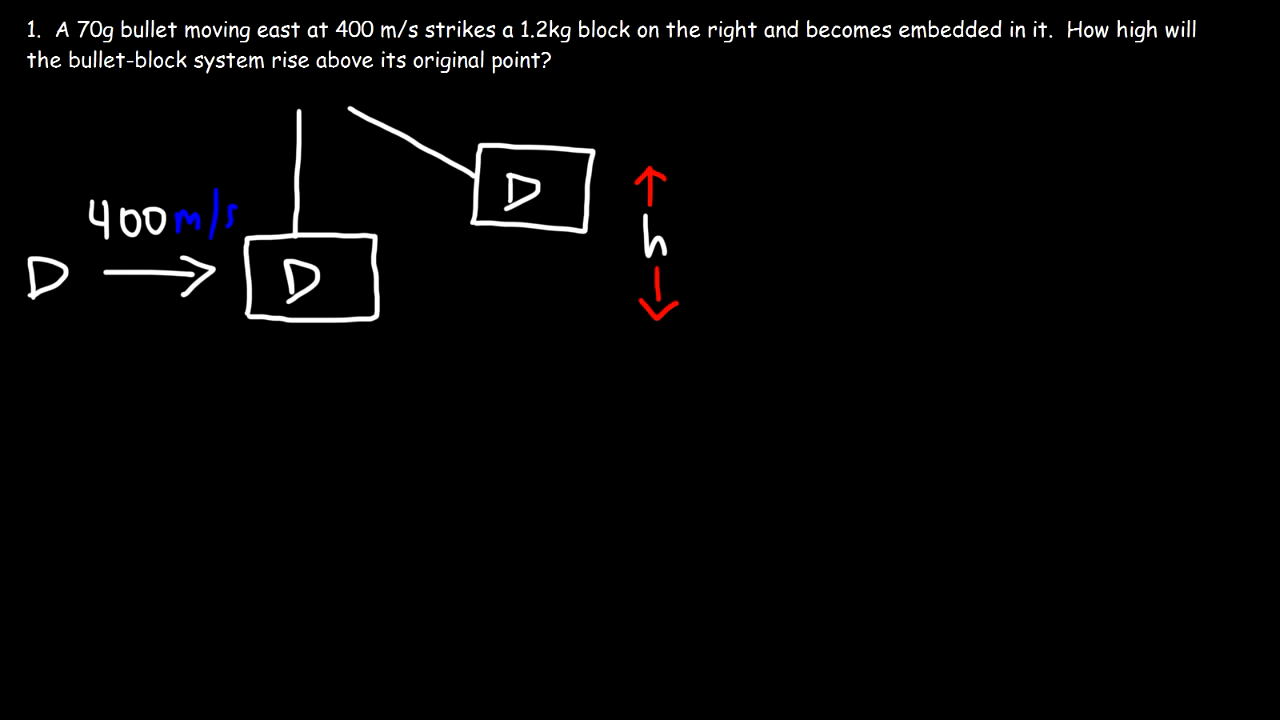 1. A 70g bullet moving east at 400 m/s strikes a 1.2kg block on the right and becomes embedded in it. How high will
the bullet-block system rise above its original point?
400 m/s
h